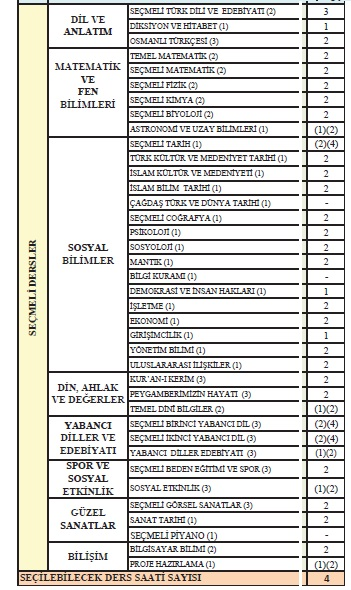 SEÇMELİ DERSLER
DİL VE ANLATIM
SEÇMELİ TÜRK DİLİ VE EDEBİYATI (2) 3
DİKSİYON VE HİTABET (1) 1
OSMANLI TÜRKÇESİ (3) 2
MATEMATİK VE FEN BİLİMLERİ
TEMEL MATEMATİK (2) 2
SEÇMELİ MATEMATİK (2) 2
SEÇMELİ FİZİK (2) 2
SEÇMELİ KİMYA (2) 2
SEÇMELİ BİYOLOJİ (2) 2
ASTRONOMİ VE UZAY BİLİMLERİ (1) (1)(2)
SOSYAL BİLİMLER
SEÇMELİ TARİH (1) (2)(4)
TÜRK KÜLTÜR VE MEDENİYET TARİHİ (1) 2
İSLAM KÜLTÜR VE MEDENİYETİ (1) 2
İSLAM BİLİM TARİHİ (1) 2
ÇAĞDAŞ TÜRK VE DÜNYA TARİHİ (1) -
SEÇMELİ COĞRAFYA (1) 2
PSİKOLOJİ (1) 2
SOSYOLOJİ (1) 2
MANTIK (1) 2
BİLGİ KURAMI (1) -
DEMOKRASİ VE İNSAN HAKLARI (1) 1
İŞLETME (1) 2
EKONOMİ (1) 2
GİRİŞİMCİLİK (1) 1
YÖNETİM BİLİMİ (1) 2
ULUSLARARASI İLİŞKİLER (1) 2
DİN, AHLAK VE DEĞERLER
KUR'AN-I KERİM (3) 2
PEYGAMBERİMİZİN HAYATI (3) 2
TEMEL DİNİ BİLGİLER (2) (1)(2)
YABANCI DİLLER VE EDEBİYATI
SEÇMELİ BİRİNCİ YABANCI DİL (3) (2)(4)
SEÇMELİ İKİNCİ YABANCI DİL (3) (2)(4)
YABANCI DİLLER EDEBİYATI (3) (1)(2)
SPOR VE SOSYAL ETKİNLİK
SEÇMELİ BEDEN EĞİTİMİ VE SPOR (3) 2
SOSYAL ETKİNLİK (3) (1)(2)
GÜZEL SANATLAR
SEÇMELİ GÖRSEL SANATLAR (3) 2
SANAT TARİHİ (1) 2
SEÇMELİ PİYANO (1) -
BİLİŞİM
BİLGİSAYAR BİLİMİ (2) 2
PROJE HAZIRLAMA (1) (1)(2)
SEÇİLEBİLECEK DERS SAATİ SAYISI 4